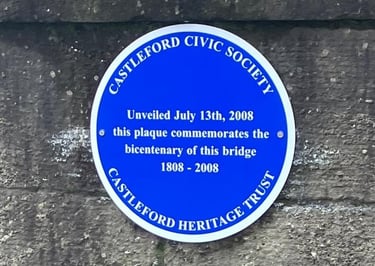 CASTLEFORD CIVIC SOCIETY
Unveiled July 13th, 2008
this plaque commemorates the
bicentenary of this bridge
1808 - 2008
CASTLEFORD HERITAGE TRUST